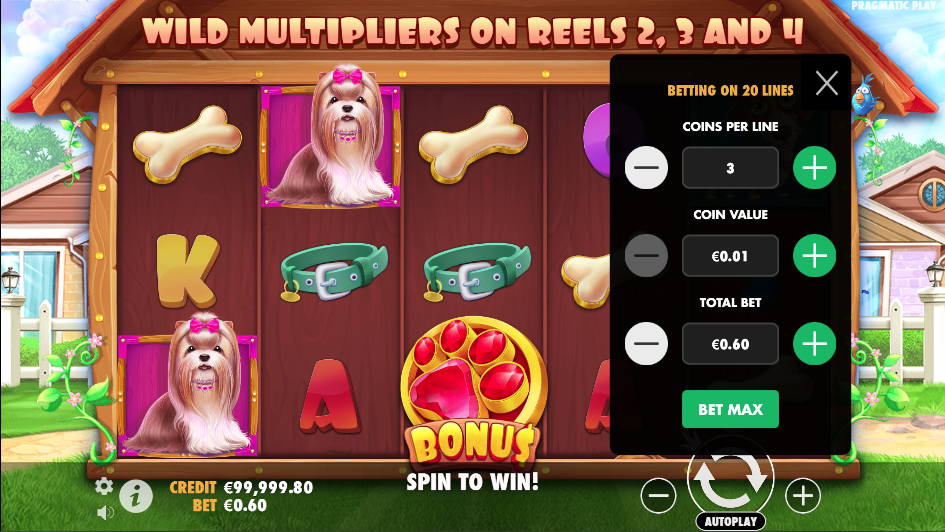 PRAGMATIC PLAY
WILD MULTIPLIERS ON REELS 2, 3 AND 4
BETTING ON 20 LINES
COINS PER LINE
3
COIN VALUE
€0.01
TOTAL BET
€0.60
BET MAX
K
A
A
BONUS
SPIN TO WIN!
CREDIT €99,999.80
BET €0.60
AUTOPLAY